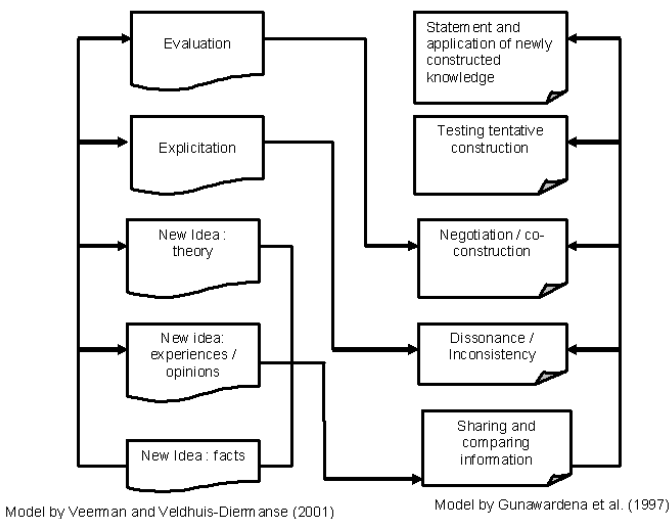 Evaluation
Explicitation
New Idea :
theory
New idea:
experiences /
opinions
New Idea : facts
Model by Veerman and Veldhuis-Diermanse (2001)
Statement and
application of newly
constructed
knowledge
Testing tentative
construction
Negotiation / co-
construction
Dissonance /
Inconsistency
Sharing and
comparing
information
Model by Gunawardena et al. (1997)